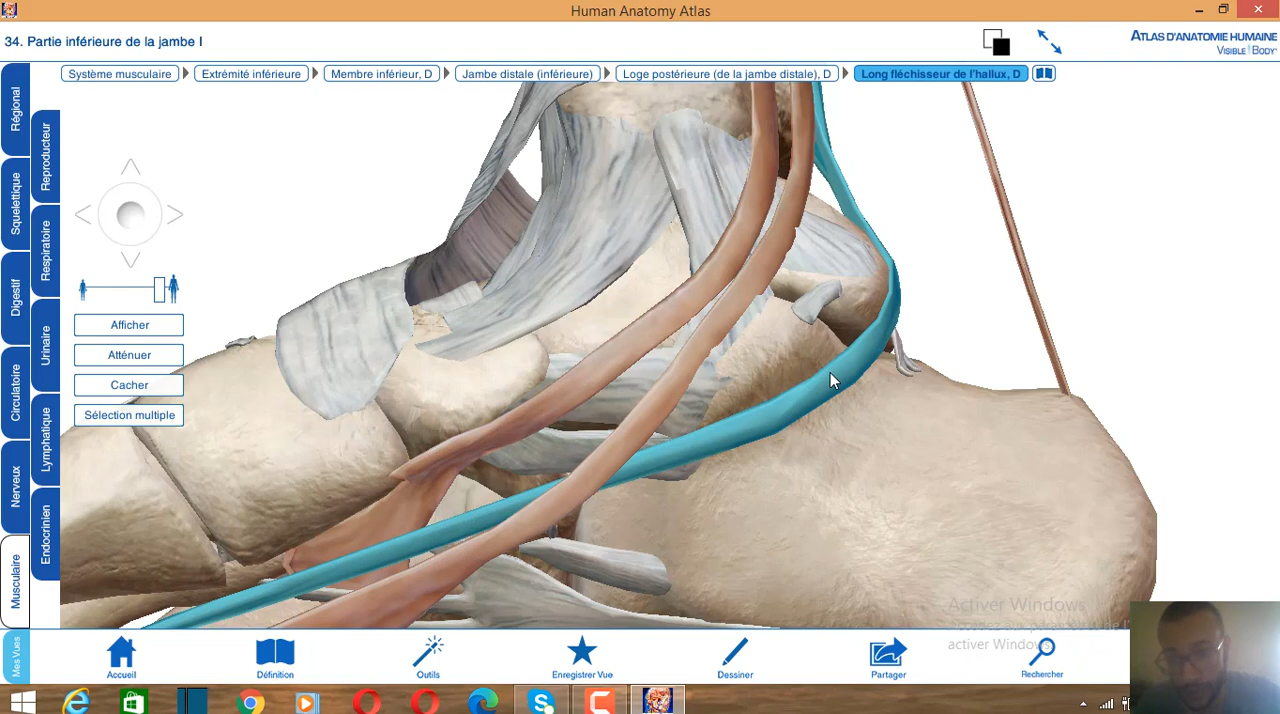 Human Anatomy Atlas
34. Partie inférieure de la jambe I
ATLAS D'ANATOMIE HUMAINE
VISIBLE BODY
Système musculaire
Extrémité inférieure
Membre inférieur, D
Jambe distale (inférieure)
Loge postérieure (de la jambe distale), D
Long fléchisseur de l'hallux, D
Régional
Squelettique
Digestif
Circulatoire
Nerveux
Musculaire
Mes Vues
Reproducteur
Respiratoire
Urinaire
Lymphatique
Endocrinien
Afficher
Atténuer
Cacher
Sélection multiple
Activer Windows
activer Windows
Accueil
Définition
Outils
Enregistrer Vue
Dessiner
Partager
Rechercher